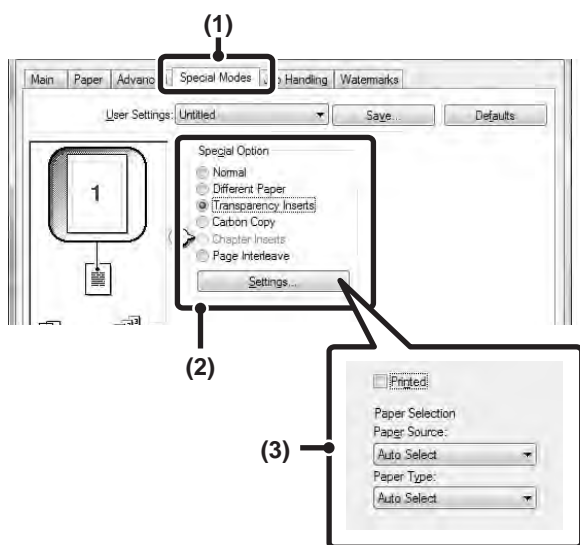 (1)
Main Paper Advanc Special Modes Handling Watermarks
User Settings: Untitled Save... Defaults
1
Special Option
Normal
Different Paper
Transparency Inserts
Carbon Copy
Chapter Inserts
Page Interleave
Settings...
(2)
(3)
Printed
Paper Selection
Paper Source:
Auto Select
Paper Type:
Auto Select